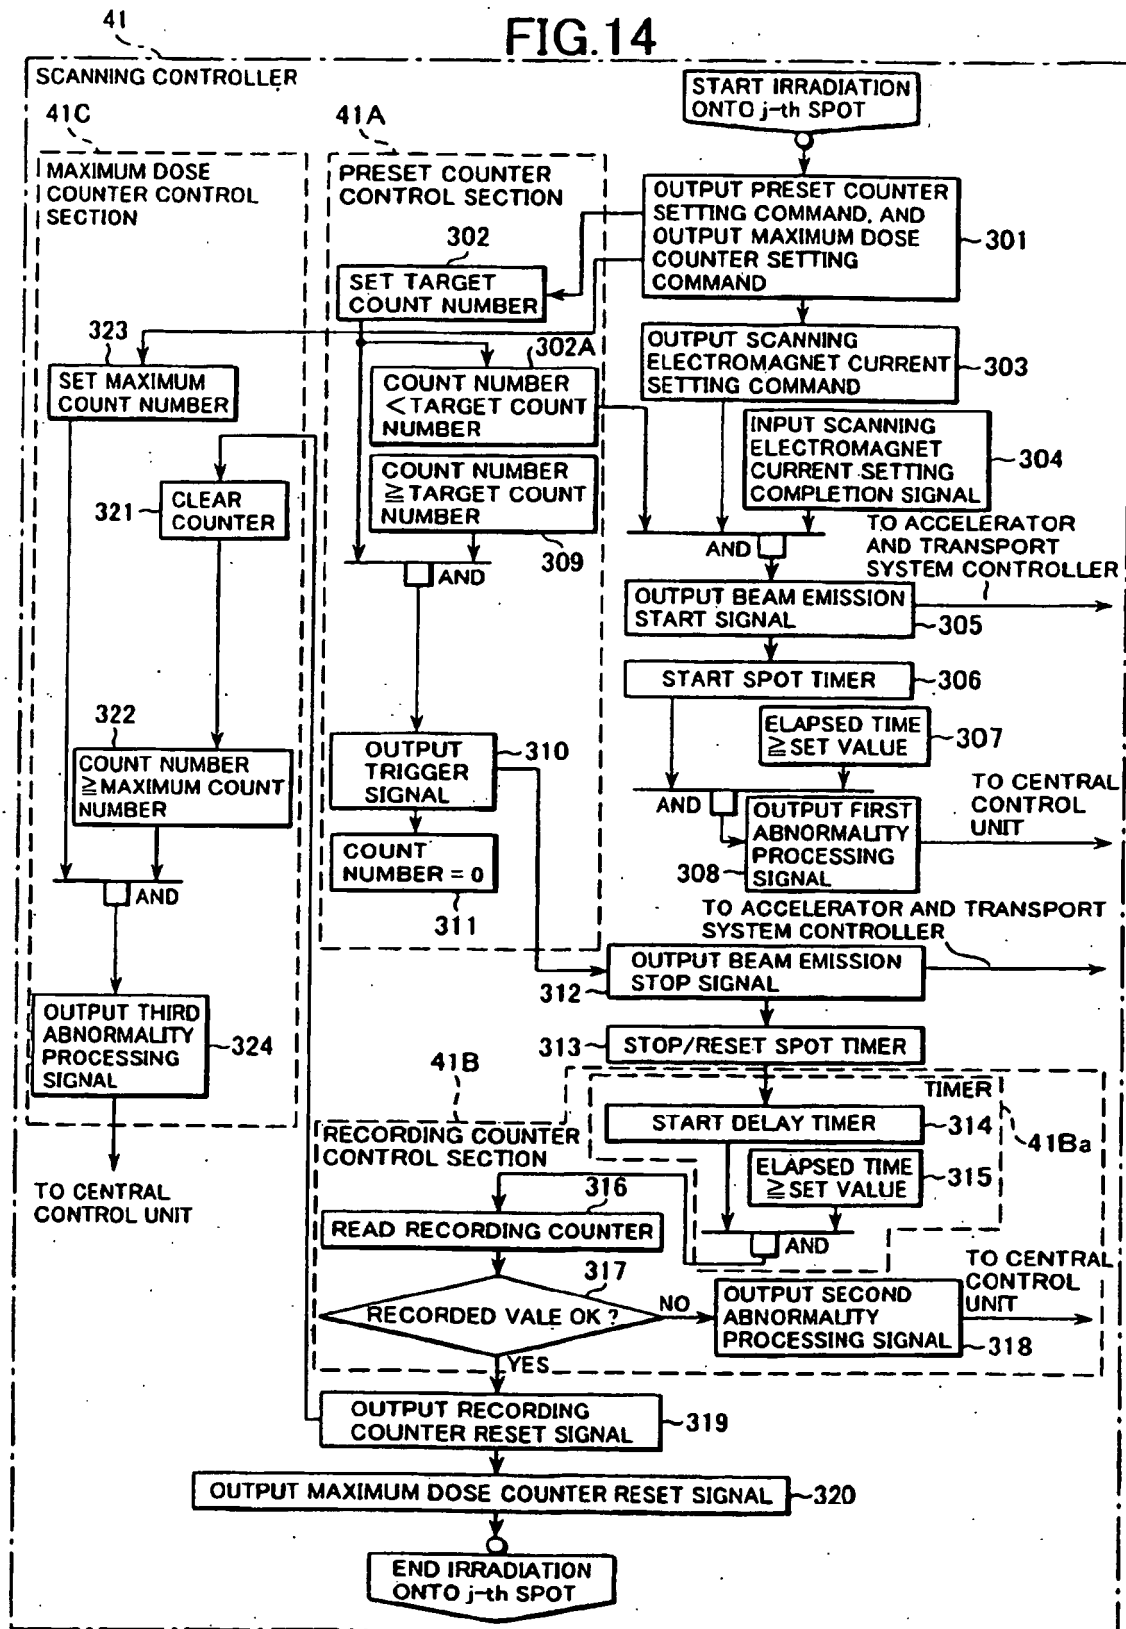 FIG.14
41
SCANNING CONTROLLER
START IRRADIATION
ONTO j-th SPOT
41C
MAXIMUM DOSE
COUNTER CONTROL
SECTION
41A
PRESET COUNTER
CONTROL SECTION
OUTPUT PRESET COUNTER
SETTING COMMAND, AND
OUTPUT MAXIMUM DOSE
COUNTER SETTING
COMMAND
301
302
SET TARGET
COUNT NUMBER
323
SET MAXIMUM
COUNT NUMBER
302A
COUNT NUMBER
<TARGET COUNT
NUMBER
OUTPUT SCANNING
ELECTROMAGNET CURRENT
SETTING COMMAND
303
INPUT SCANNING
ELECTROMAGNET
CURRENT SETTING
COMPLETION SIGNAL
304
321
CLEAR
COUNTER
COUNT NUMBER
≧TARGET COUNT
NUMBER
309
AND
AND
TO ACCELERATOR
AND TRANSPORT
SYSTEM CONTROLLER
OUTPUT BEAM EMISSION
START SIGNAL
305
START SPOT TIMER
306
ELAPSED TIME
≧SET VALUE
307
322
COUNT NUMBER
≧MAXIMUM COUNT
NUMBER
OUTPUT
TRIGGER
SIGNAL
310
AND
OUTPUT FIRST
ABNORMALITY
PROCESSING
SIGNAL
308
TO CENTRAL
CONTROL
UNIT
COUNT
NUMBER = 0
311
AND
TO ACCELERATOR AND TRANSPORT
SYSTEM CONTROLLER
OUTPUT BEAM EMISSION
STOP SIGNAL
312
OUTPUT THIRD
ABNORMALITY
PROCESSING
SIGNAL
324
313
STOP/RESET SPOT TIMER
41B
TIMER
START DELAY TIMER
314
41Ba
RECORDING COUNTER
CONTROL SECTION
ELAPSED TIME
≧SET VALUE
315
TO CENTRAL
CONTROL UNIT
316
READ RECORDING COUNTER
AND
317
RECORDED VALE OK ?
NO
OUTPUT SECOND
ABNORMALITY
PROCESSING SIGNAL
318
TO CENTRAL
CONTROL
UNIT
YES
OUTPUT RECORDING
COUNTER RESET SIGNAL
319
OUTPUT MAXIMUM DOSE COUNTER RESET SIGNAL
320
END IRRADIATION
ONTO j-th SPOT